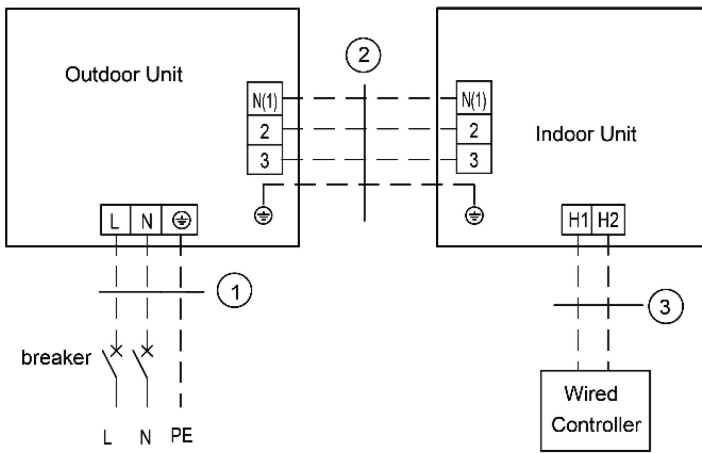 Outdoor Unit
N(1)
2
3
L N
2
N(1)
2
3
Indoor Unit
H1 H2
1
breaker
L N PE
3
Wired
Controller